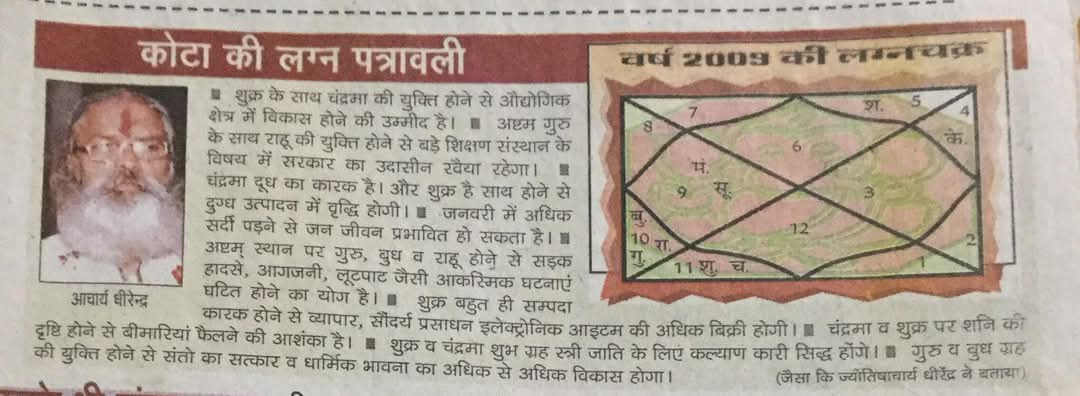 कोटा की लग्न पत्रावली
वर्ष 2009 की लग्नचक्र
■ शुक्र के साथ चंद्रमा की युक्ति होने से औद्योगिक
क्षेत्र में विकास होने की उम्मीद है। ■ अष्टम गुरु
के साथ राहू की युक्ति होने से बड़े शिक्षण संस्थान के
विषय में सरकार का उदासीन रवैया रहेगा। ■
चंद्रमा दूध का कारक है। और शुक्र है साथ होने से
दुग्ध उत्पादन में वृद्धि होगी। ■ जनवरी में अधिक
सर्दी पड़ने से जन जीवन प्रभावित हो सकता है। ■
अष्टम् स्थान पर गुरु, बुध व राहू होने से सड़क
हादसे, आगजनी, लूटपाट जैसी आकस्मिक घटनाएं
घटित होने का योग है। ■ शुक्र बहुत ही सम्पदा
कारक होने से व्यापार, सौंदर्य प्रसाधन इलेक्ट्रोनिक आइटम की अधिक बिक्री होगी। ■ चंद्रमा व शुक्र पर शनि की
दृष्टि होने से बीमारियां फैलने की आशंका है। ■ शुक्र व चंद्रमा शुभ ग्रह स्त्री जाति के लिए कल्याण कारी सिद्ध होंगे। ■ गुरु व बुध ग्रह
की युक्ति होने से संतो का सत्कार व धार्मिक भावना का अधिक से अधिक विकास होगा।
(जैसा कि ज्योतिषाचार्य धीरेंद्र ने बताया)
आचार्य धीरेन्द्र
7
श. 5
4
8
6
के.
मं.
9 सू.
3
बु.
12
10 रा.
2
गु.
11 शु. चं.
1